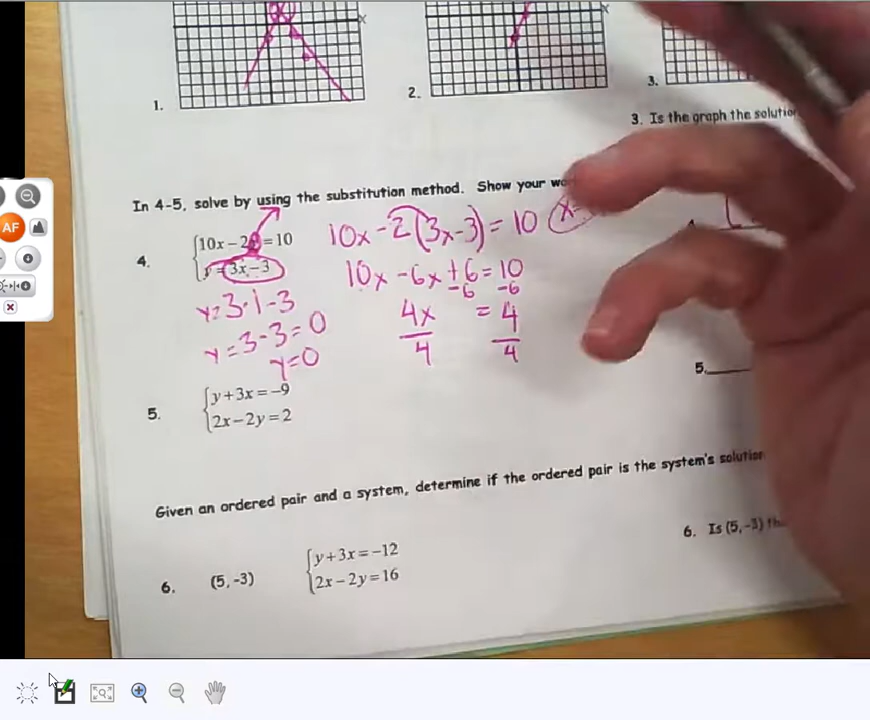 x
x
1.
2.
3.
3. Is the graph the solution
In 4-5, solve by using the substitution method. Show your wo
4.
10x – 2y = 10
y = 3x – 3
10x - 2(3x-3) = 10
x=
10x - 6x + 6 = 10
-6 -6
4x = 4
4 4
y=3·1-3
y=3-3=0
y=0
5.
y + 3x = –9
2x – 2y = 2
5.
Given an ordered pair and a system, determine if the ordered pair is the system's solution
6. (5, -3)
y + 3x = –12
2x – 2y = 16
6. Is (5, -3) th
AF